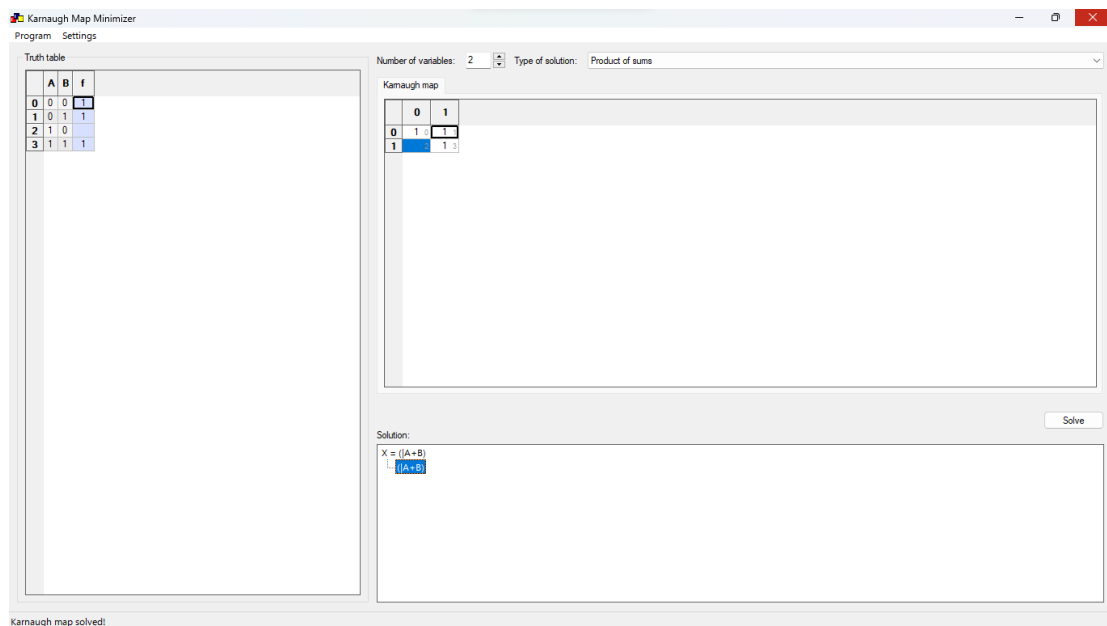 Karnaugh Map Minimizer
Program Settings
Truth table
A B f
0 0 0 1
1 0 1 1
2 1 0
3 1 1 1
Number of variables: 2 Type of solution: Product of sums
Karnaugh map
0 1
0 1 0 1 1
1 2 1 3
Solve
Solution:
X = (|A+B)
(|A+B)
Karnaugh map solved!